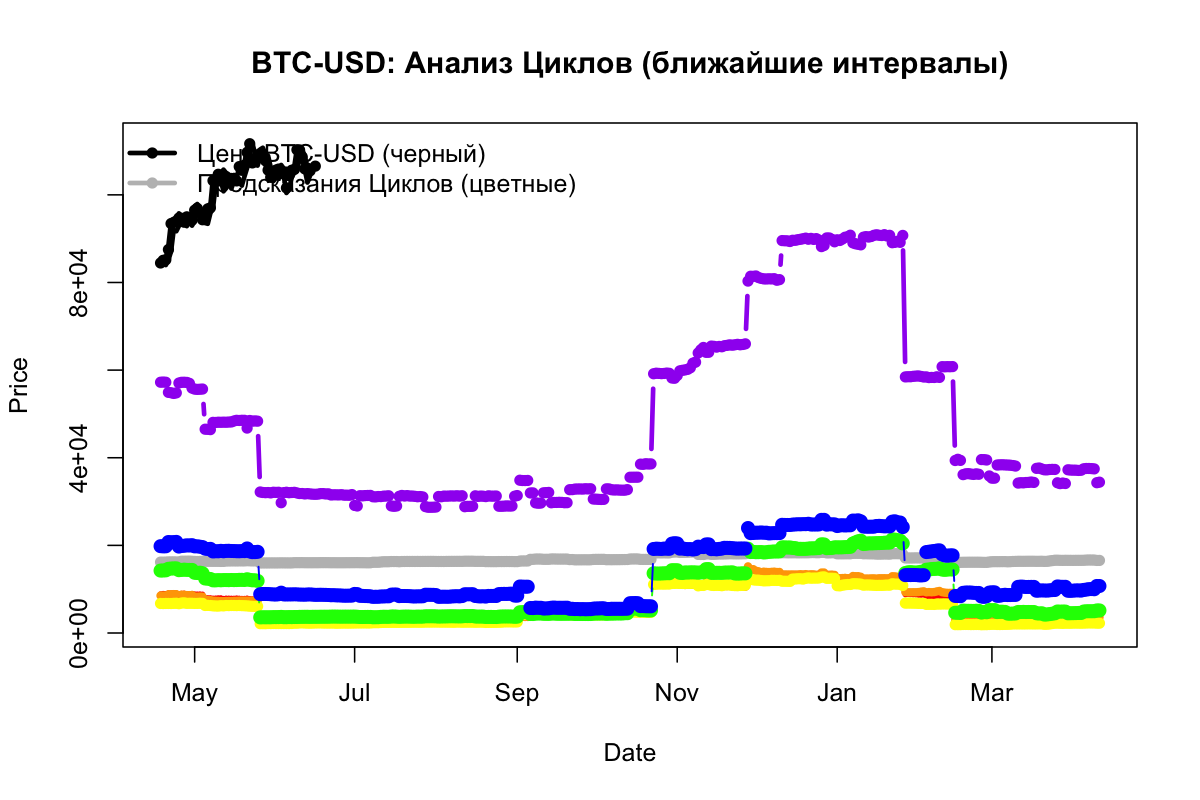 BTC-USD: Анализ Циклов (ближайшие интервалы)
Цена BTC-USD (черный)
Предсказания Циклов (цветные)
Price
8e+04
4e+04
0e+00
May Jul Sep Nov Jan Mar
Date